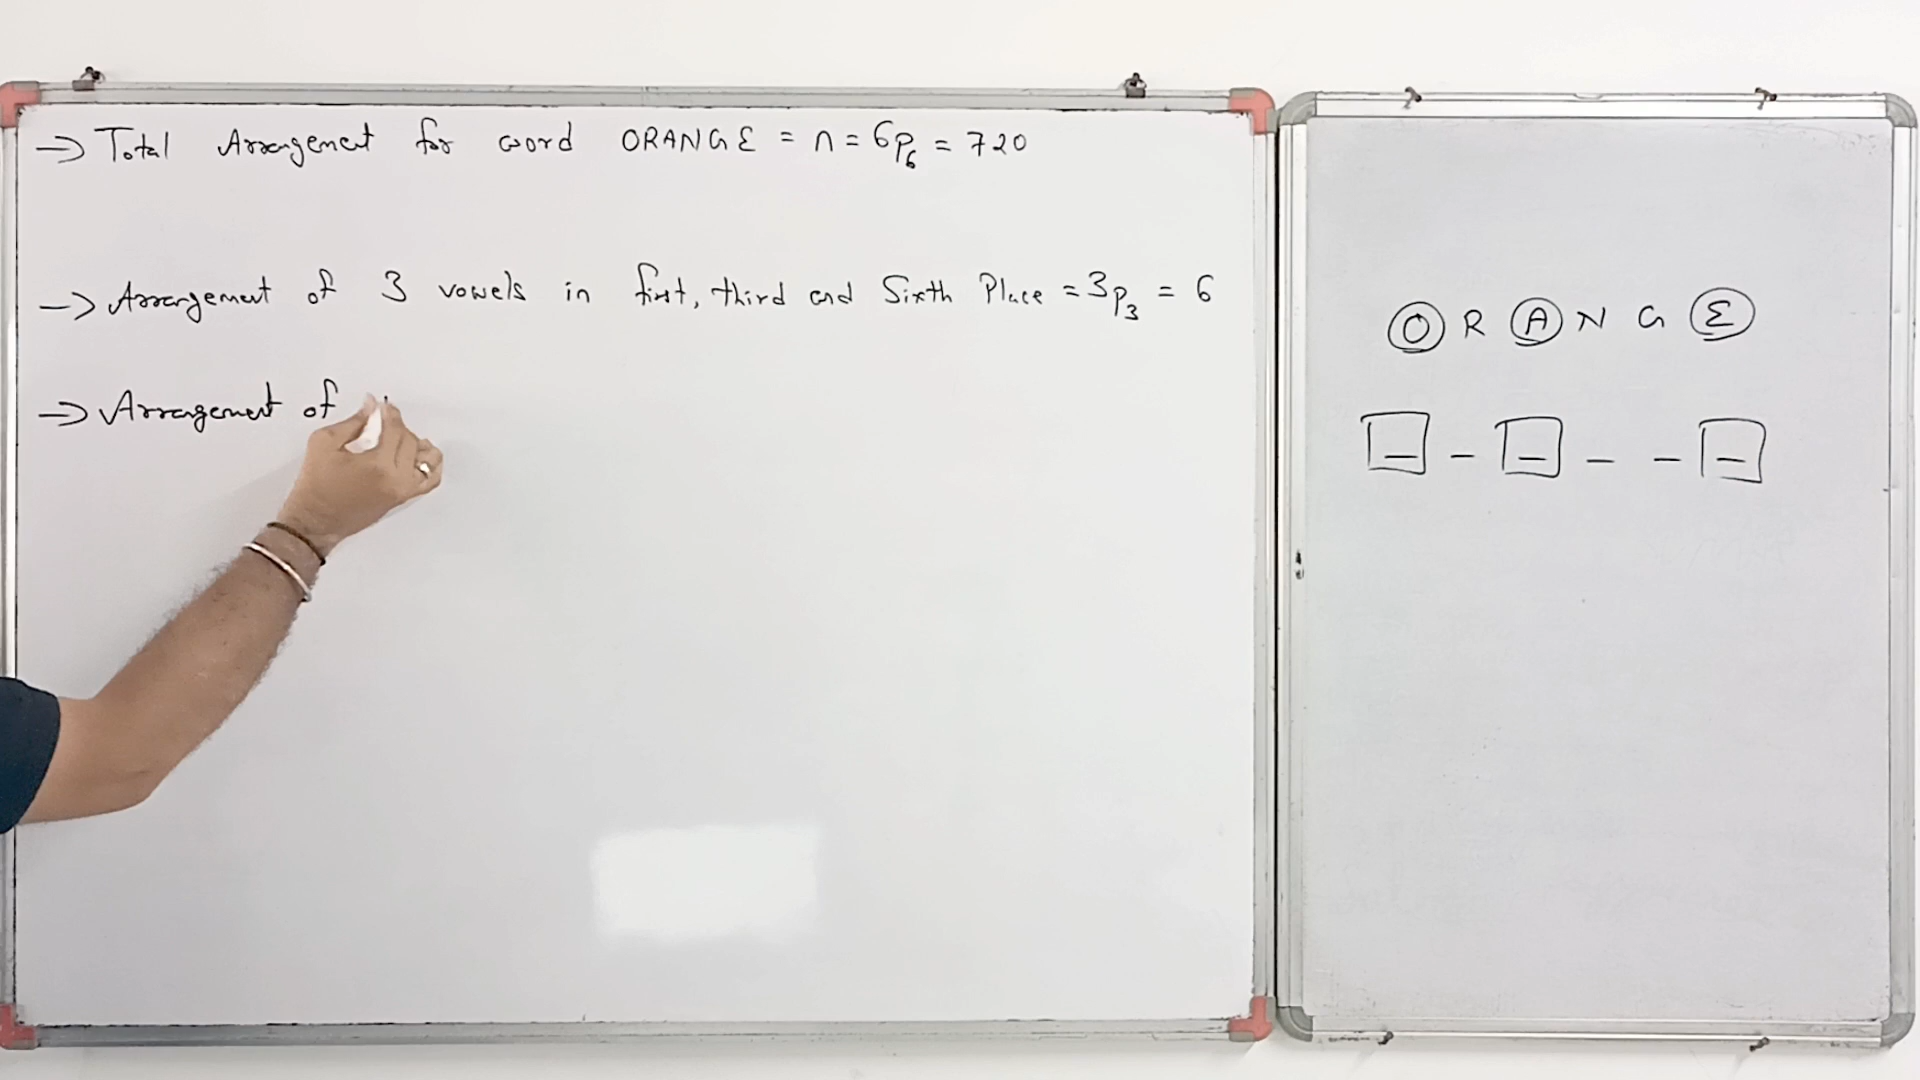 → Total Arrangement for word ORANGE = n = 6P6 = 720
→ Arrangement of 3 vowels in first, third and Sixth Place = 3P3 = 6
→ Arrangement of
O R A N G E
_ _ _ _ _ _